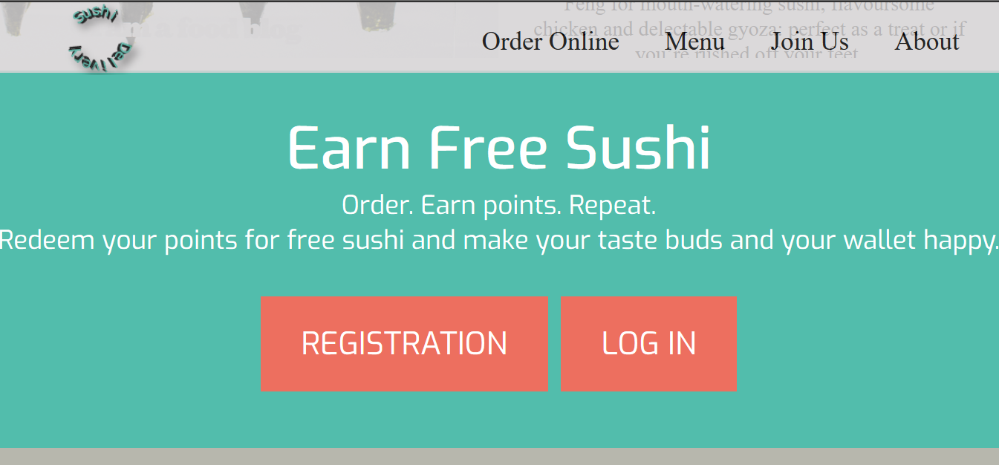 Sushi
Delivery
Feng for mouth-watering sushi, flavoursome
chicken and delectable gyoza; perfect as a treat or if
you're rushed off your feet.
Order Online Menu Join Us About
Earn Free Sushi
Order. Earn points. Repeat.
Redeem your points for free sushi and make your taste buds and your wallet happy.
REGISTRATION LOG IN